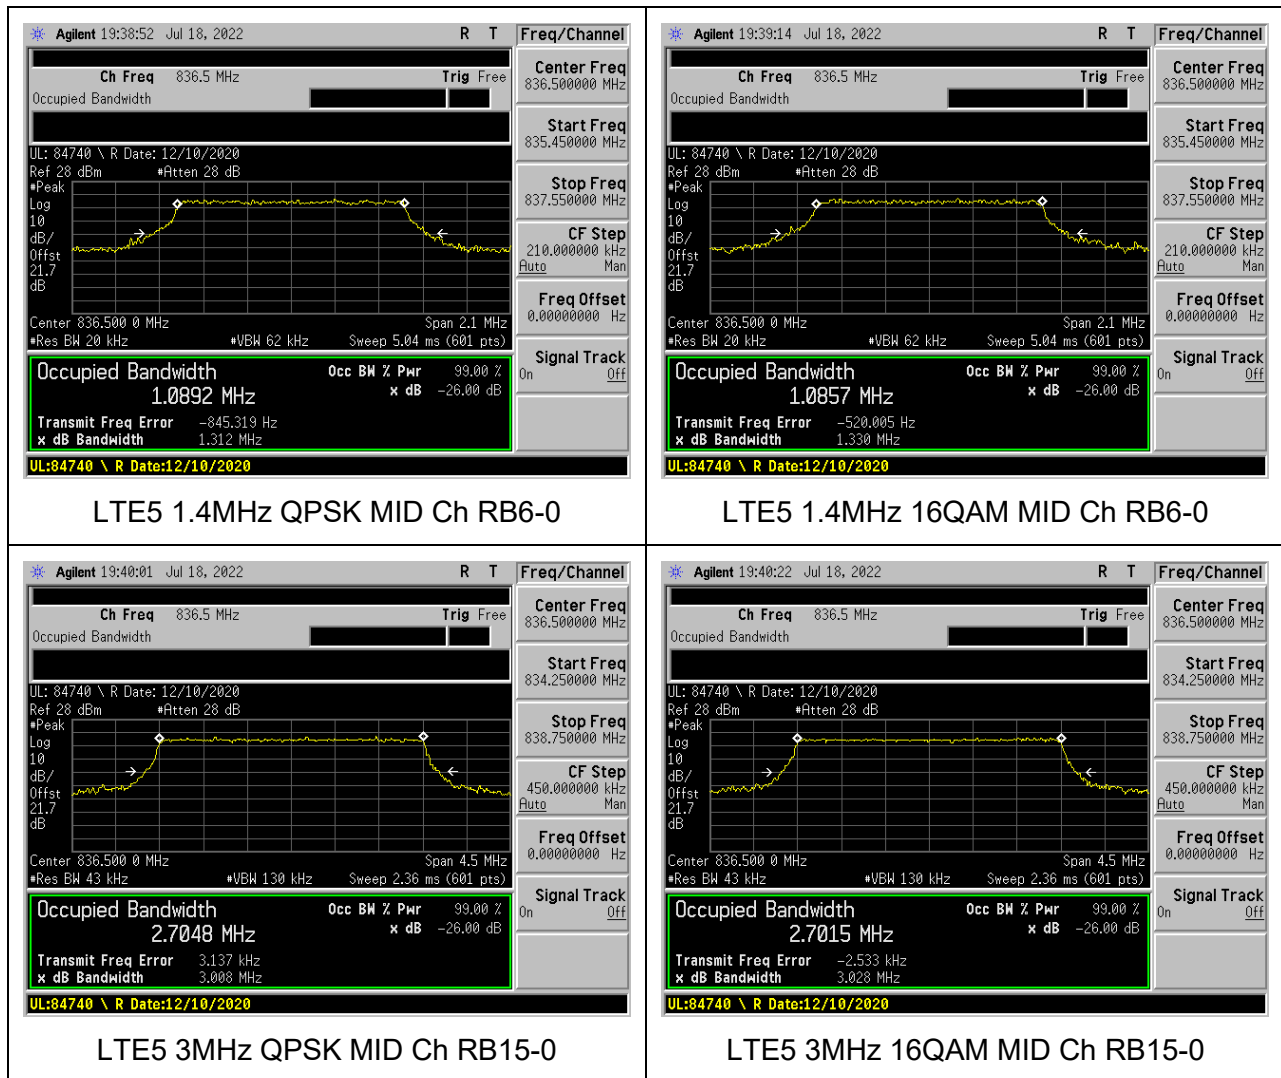 Agilent 19:38:52 Jul 18, 2022 R T Freq/Channel
Ch Freq 836.5 MHz Trig Free
Occupied Bandwidth
Center Freq
836.500000 MHz
Start Freq
835.450000 MHz
UL: 84740 \ R Date: 12/10/2020
Ref 28 dBm #Atten 28 dB
#Peak
Log
10
dB/
Offst
21.7
dB
Stop Freq
837.550000 MHz
CF Step
210.000000 kHz
Auto Man
Freq Offset
0.00000000 Hz
Center 836.500 0 MHz Span 2.1 MHz
#Res BW 20 kHz #VBW 62 kHz Sweep 5.04 ms (601 pts)
Signal Track
On Off
Occupied Bandwidth Occ BW % Pwr 99.00 %
1.0892 MHz x dB -26.00 dB
Transmit Freq Error -845.319 Hz
x dB Bandwidth 1.312 MHz
UL:84740 \ R Date:12/10/2020
LTE5 1.4MHz QPSK MID Ch RB6-0
Agilent 19:39:14 Jul 18, 2022 R T Freq/Channel
Ch Freq 836.5 MHz Trig Free
Occupied Bandwidth
Center Freq
836.500000 MHz
Start Freq
835.450000 MHz
UL: 84740 \ R Date: 12/10/2020
Ref 28 dBm #Atten 28 dB
#Peak
Log
10
dB/
Offst
21.7
dB
Stop Freq
837.550000 MHz
CF Step
210.000000 kHz
Auto Man
Freq Offset
0.00000000 Hz
Center 836.500 0 MHz Span 2.1 MHz
#Res BW 20 kHz #VBW 62 kHz Sweep 5.04 ms (601 pts)
Signal Track
On Off
Occupied Bandwidth Occ BW % Pwr 99.00 %
1.0857 MHz x dB -26.00 dB
Transmit Freq Error -520.005 Hz
x dB Bandwidth 1.330 MHz
UL:84740 \ R Date:12/10/2020
LTE5 1.4MHz 16QAM MID Ch RB6-0
Agilent 19:40:01 Jul 18, 2022 R T Freq/Channel
Ch Freq 836.5 MHz Trig Free
Occupied Bandwidth
Center Freq
836.500000 MHz
Start Freq
834.250000 MHz
UL: 84740 \ R Date: 12/10/2020
Ref 28 dBm #Atten 28 dB
#Peak
Log
10
dB/
Offst
21.7
dB
Stop Freq
838.750000 MHz
CF Step
450.000000 kHz
Auto Man
Freq Offset
0.00000000 Hz
Center 836.500 0 MHz Span 4.5 MHz
#Res BW 43 kHz #VBW 130 kHz Sweep 2.36 ms (601 pts)
Signal Track
On Off
Occupied Bandwidth Occ BW % Pwr 99.00 %
2.7048 MHz x dB -26.00 dB
Transmit Freq Error 3.137 kHz
x dB Bandwidth 3.008 MHz
UL:84740 \ R Date:12/10/2020
LTE5 3MHz QPSK MID Ch RB15-0
Agilent 19:40:22 Jul 18, 2022 R T Freq/Channel
Ch Freq 836.5 MHz Trig Free
Occupied Bandwidth
Center Freq
836.500000 MHz
Start Freq
834.250000 MHz
UL: 84740 \ R Date: 12/10/2020
Ref 28 dBm #Atten 28 dB
#Peak
Log
10
dB/
Offst
21.7
dB
Stop Freq
838.750000 MHz
CF Step
450.000000 kHz
Auto Man
Freq Offset
0.00000000 Hz
Center 836.500 0 MHz Span 4.5 MHz
#Res BW 43 kHz #VBW 130 kHz Sweep 2.36 ms (601 pts)
Signal Track
On Off
Occupied Bandwidth Occ BW % Pwr 99.00 %
2.7015 MHz x dB -26.00 dB
Transmit Freq Error -2.533 kHz
x dB Bandwidth 3.028 MHz
UL:84740 \ R Date:12/10/2020
LTE5 3MHz 16QAM MID Ch RB15-0